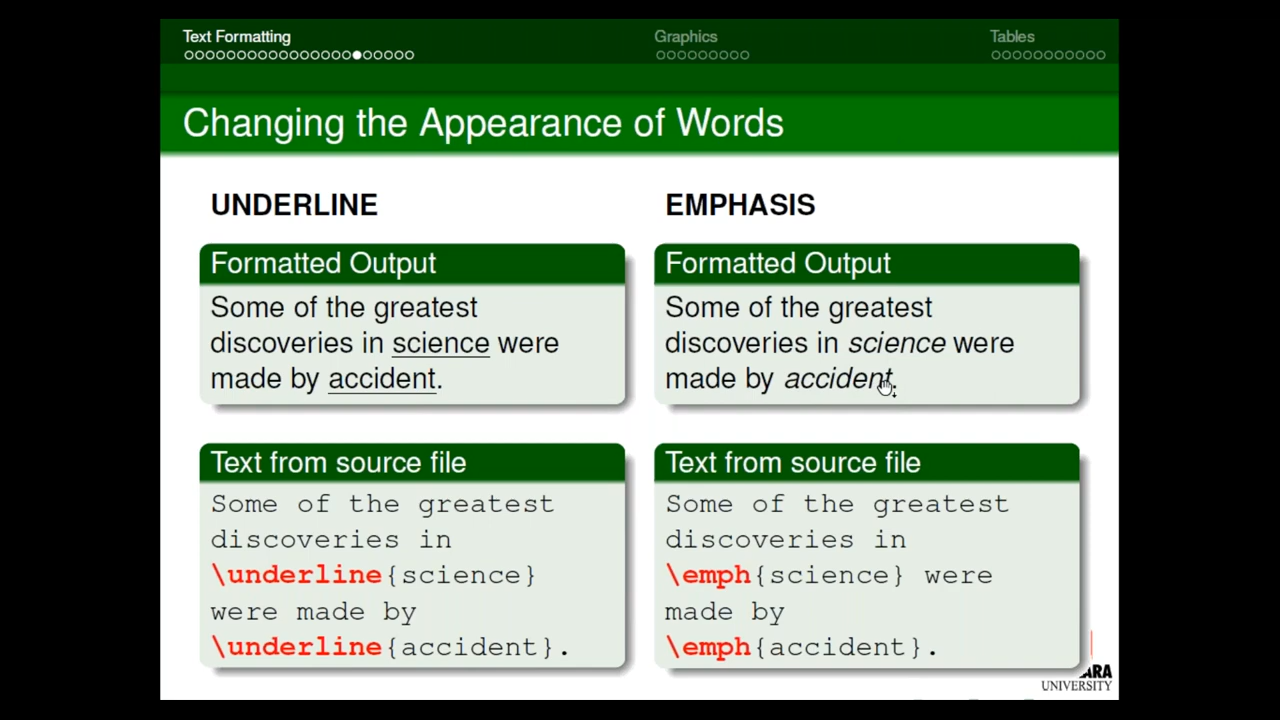 Text Formatting
Graphics
Tables
Changing the Appearance of Words
UNDERLINE
Formatted Output
Some of the greatest
discoveries in science were
made by accident.
Text from source file
Some of the greatest
discoveries in
\underline{science}
were made by
\underline{accident}.
EMPHASIS
Formatted Output
Some of the greatest
discoveries in science were
made by accident.
Text from source file
Some of the greatest
discoveries in
\emph{science} were
made by
\emph{accident}.
UNIVERSITY